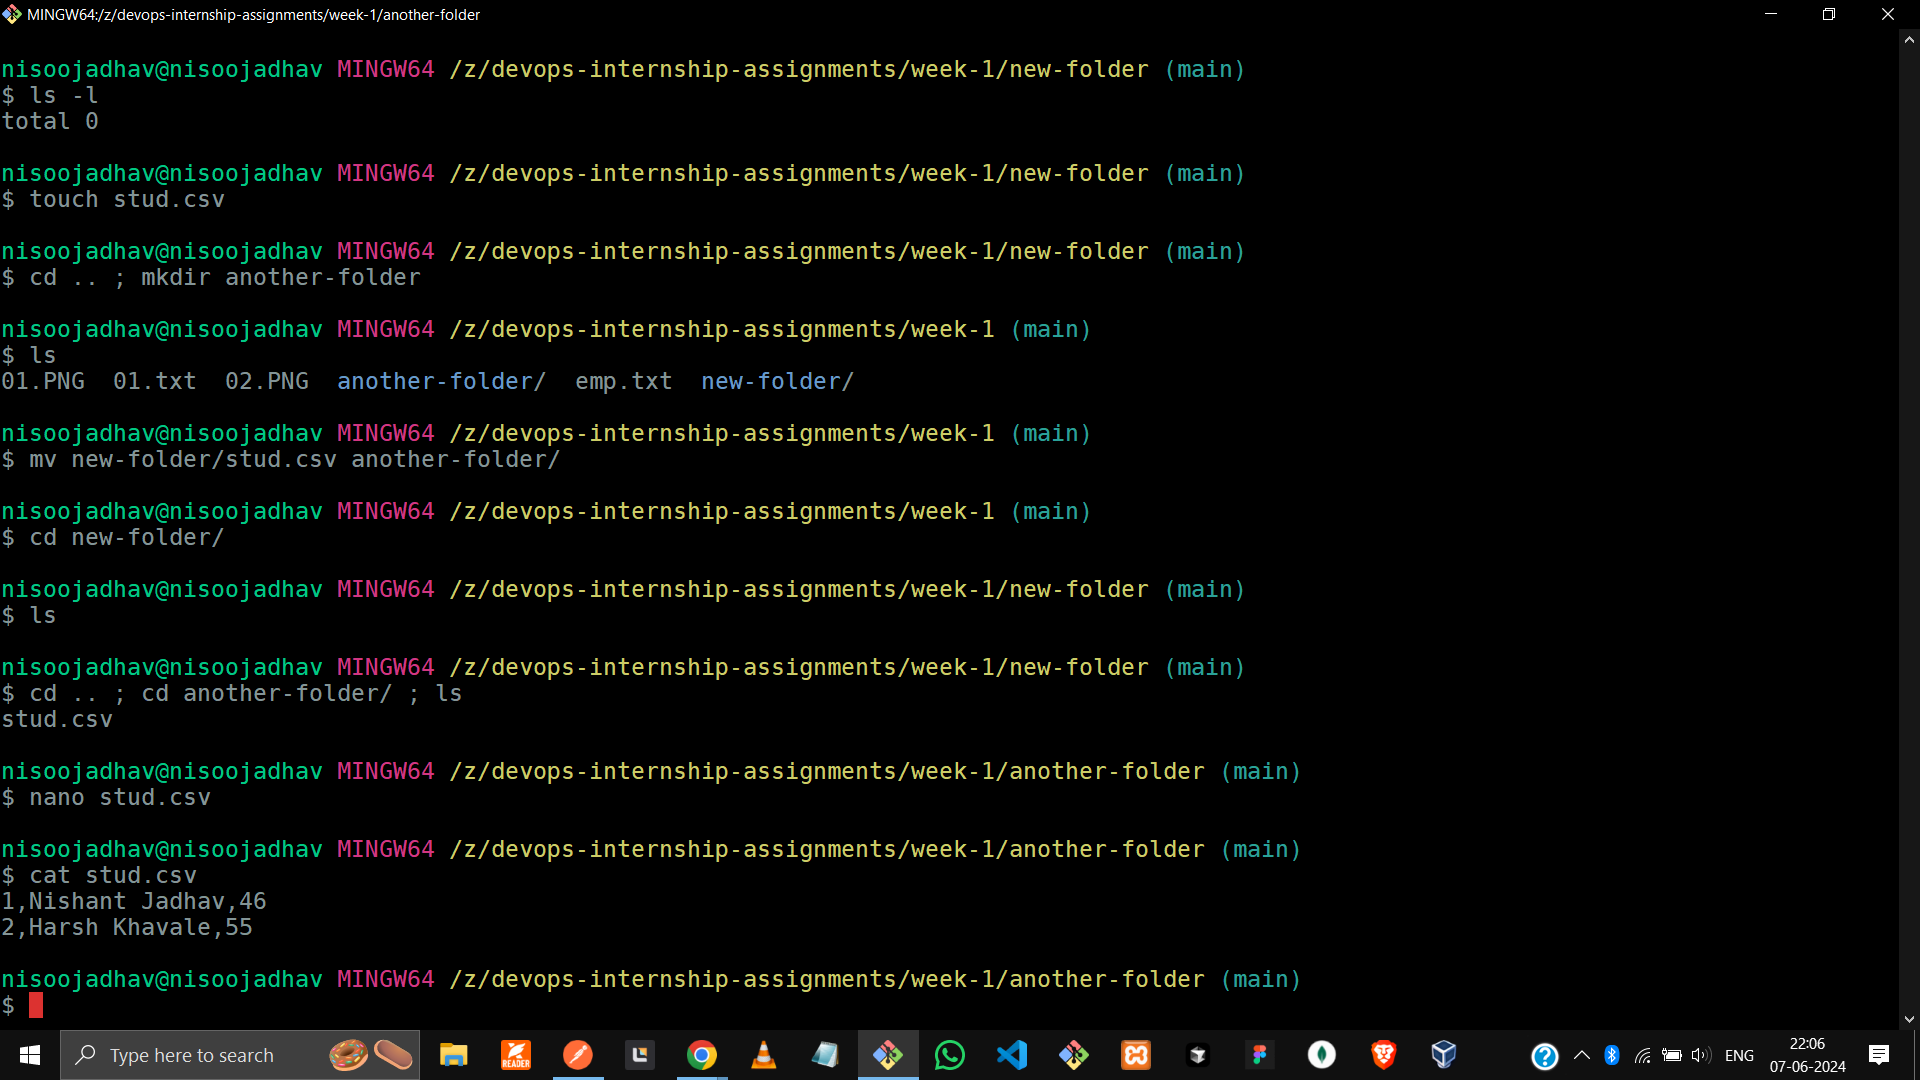 MINGW64:/z/devops-internship-assignments/week-1/another-folder
nisoojadhav@nisoojadhav MINGW64 /z/devops-internship-assignments/week-1/new-folder (main)
$ ls -l
total 0
nisoojadhav@nisoojadhav MINGW64 /z/devops-internship-assignments/week-1/new-folder (main)
$ touch stud.csv
nisoojadhav@nisoojadhav MINGW64 /z/devops-internship-assignments/week-1/new-folder (main)
$ cd .. ; mkdir another-folder
nisoojadhav@nisoojadhav MINGW64 /z/devops-internship-assignments/week-1 (main)
$ ls
01.PNG  01.txt  02.PNG  another-folder/  emp.txt  new-folder/
nisoojadhav@nisoojadhav MINGW64 /z/devops-internship-assignments/week-1 (main)
$ mv new-folder/stud.csv another-folder/
nisoojadhav@nisoojadhav MINGW64 /z/devops-internship-assignments/week-1 (main)
$ cd new-folder/
nisoojadhav@nisoojadhav MINGW64 /z/devops-internship-assignments/week-1/new-folder (main)
$ ls
nisoojadhav@nisoojadhav MINGW64 /z/devops-internship-assignments/week-1/new-folder (main)
$ cd .. ; cd another-folder/ ; ls
stud.csv
nisoojadhav@nisoojadhav MINGW64 /z/devops-internship-assignments/week-1/another-folder (main)
$ nano stud.csv
nisoojadhav@nisoojadhav MINGW64 /z/devops-internship-assignments/week-1/another-folder (main)
$ cat stud.csv
1,Nishant Jadhav,46
2,Harsh Khavale,55
nisoojadhav@nisoojadhav MINGW64 /z/devops-internship-assignments/week-1/another-folder (main)
$
Type here to search
READER
ENG
22:06
07-06-2024